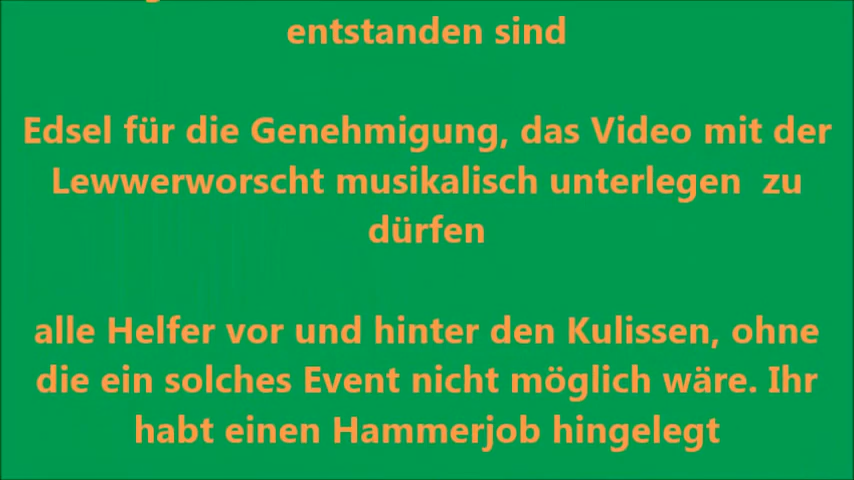 entstanden sind
Edsel für die Genehmigung, das Video mit der
Lewwerworscht musikalisch unterlegen zu
dürfen
alle Helfer vor und hinter den Kulissen, ohne
die ein solches Event nicht möglich wäre. Ihr
habt einen Hammerjob hingelegt